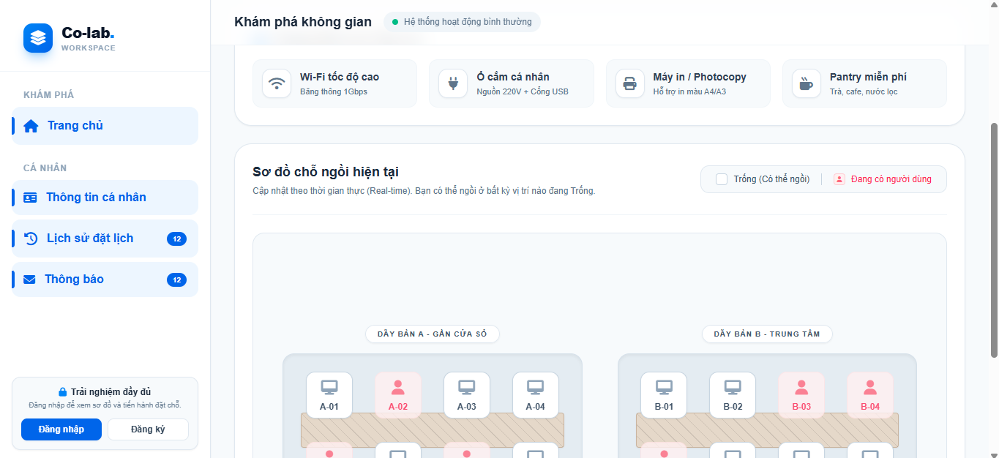 Co-lab.
WORKSPACE
KHÁM PHÁ
Trang chủ
CÁ NHÂN
Thông tin cá nhân
Lịch sử đặt lịch
12
Thông báo
12
Trải nghiệm đầy đủ
Đăng nhập để xem sơ đồ và tiến hành đặt chỗ.
Đăng nhập
Đăng ký
Khám phá không gian
Hệ thống hoạt động bình thường
Wi-Fi tốc độ cao
Băng thông 1Gbps
Ổ cắm cá nhân
Nguồn 220V + Cổng USB
Máy in / Photocopy
Hỗ trợ in màu A4/A3
Pantry miễn phí
Trà, cafe, nước lọc
Sơ đồ chỗ ngồi hiện tại
Cập nhật theo thời gian thực (Real-time). Bạn có thể ngồi ở bất kỳ vị trí nào đang Trống.
Trống (Có thể ngồi)
Đang có người dùng
DÃY BÀN A - GẦN CỬA SỔ
A-01
A-02
A-03
A-04
DÃY BÀN B - TRUNG TÂM
B-01
B-02
B-03
B-04